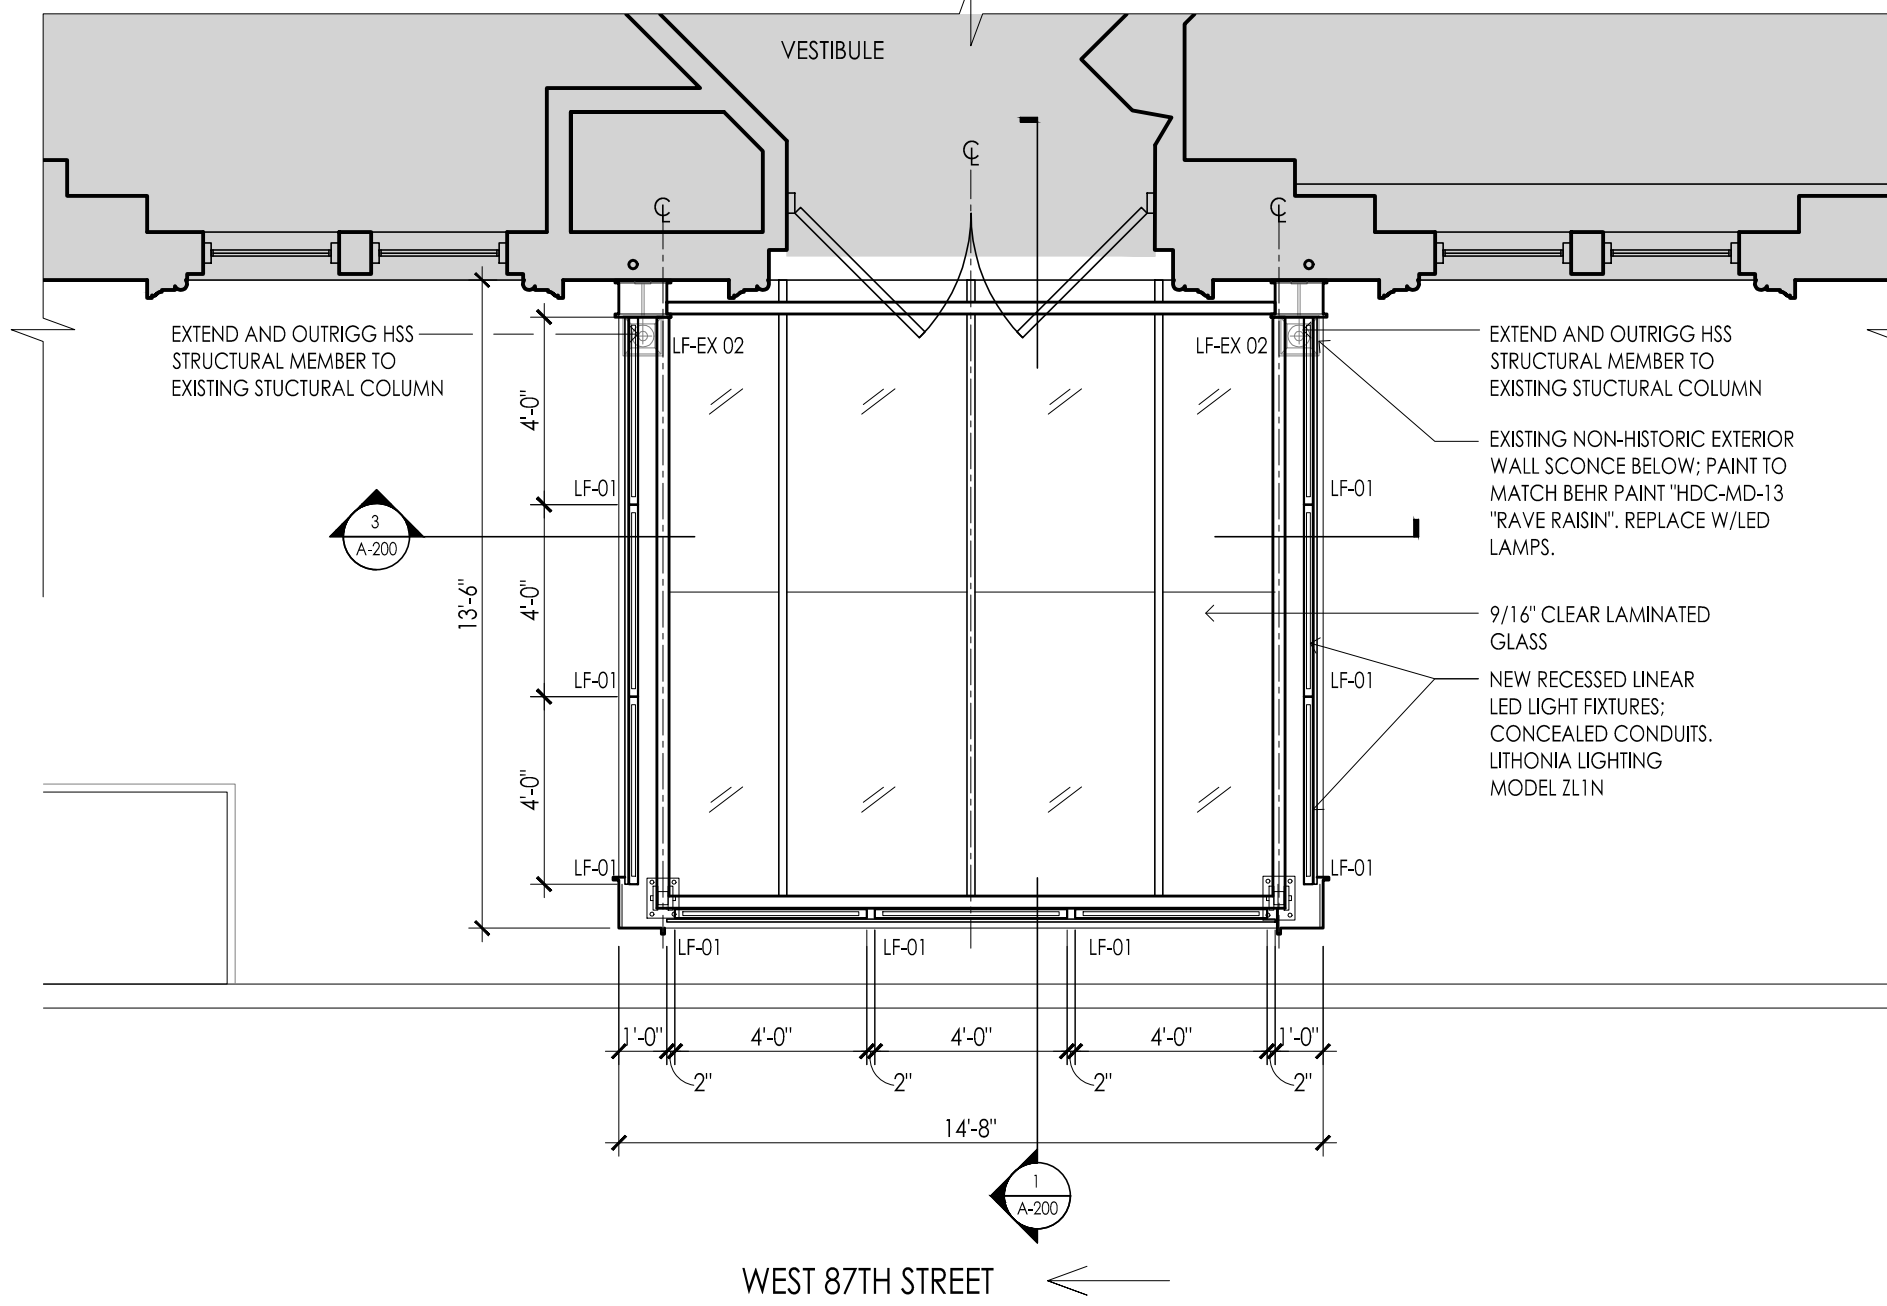 VESTIBULE
℄
℄
℄
EXTEND AND OUTRIGG HSS
STRUCTURAL MEMBER TO
EXISTING STUCTURAL COLUMN
LF-EX 02
LF-EX 02
EXTEND AND OUTRIGG HSS
STRUCTURAL MEMBER TO
EXISTING STUCTURAL COLUMN
EXISTING NON-HISTORIC EXTERIOR
WALL SCONCE BELOW; PAINT TO
MATCH BEHR PAINT "HDC-MD-13
"RAVE RAISIN". REPLACE W/LED
LAMPS.
9/16" CLEAR LAMINATED
GLASS
NEW RECESSED LINEAR
LED LIGHT FIXTURES;
CONCEALED CONDUITS.
LITHONIA LIGHTING
MODEL ZL1N
4'-0"
4'-0"
4'-0"
13'-6"
3
A-200
LF-01
LF-01
LF-01
LF-01
LF-01
LF-01
LF-01
LF-01
LF-01
1'-0"
4'-0"
4'-0"
4'-0"
1'-0"
2"
2"
2"
2"
14'-8"
1
A-200
WEST 87TH STREET